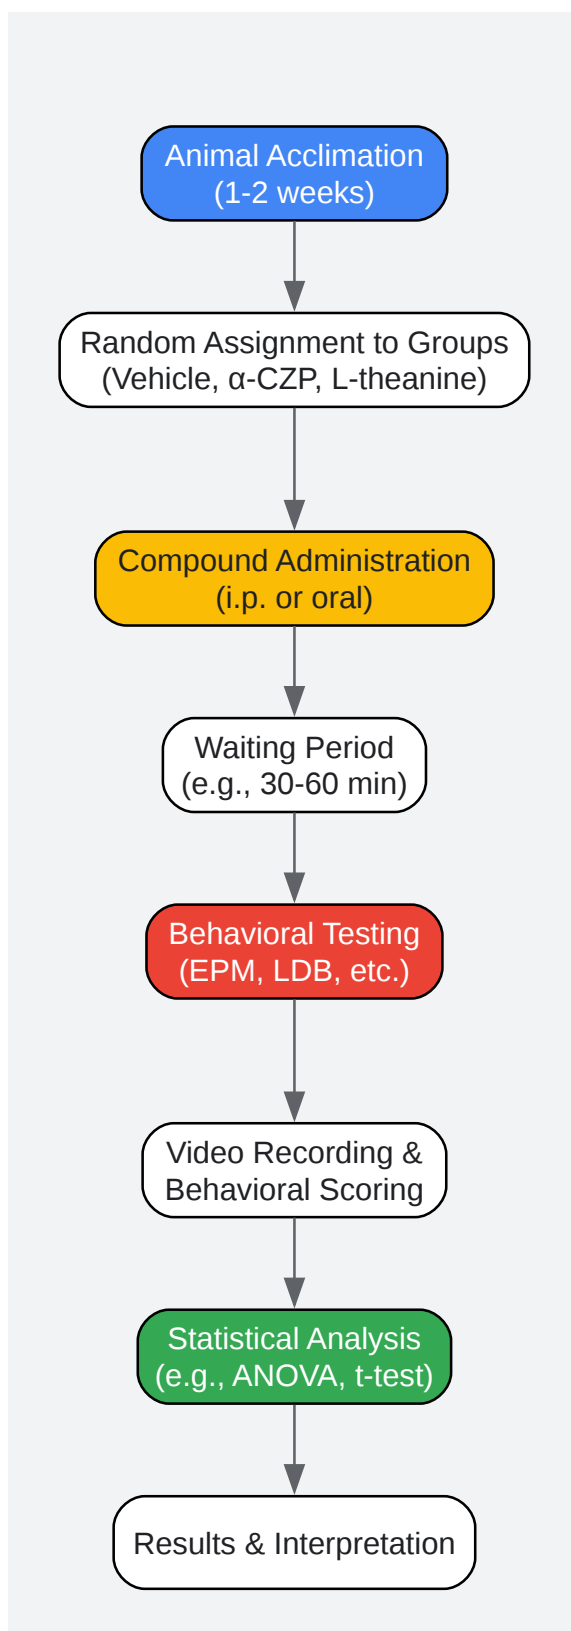 Animal Acclimation
(1-2 weeks)
Random Assignment to Groups
(Vehicle, α-CZP, L-theanine)
Compound Administration
(i.p. or oral)
Waiting Period
(e.g., 30-60 min)
Behavioral Testing
(EPM, LDB, etc.)
Video Recording &
Behavioral Scoring
Statistical Analysis
(e.g., ANOVA, t-test)
Results & Interpretation